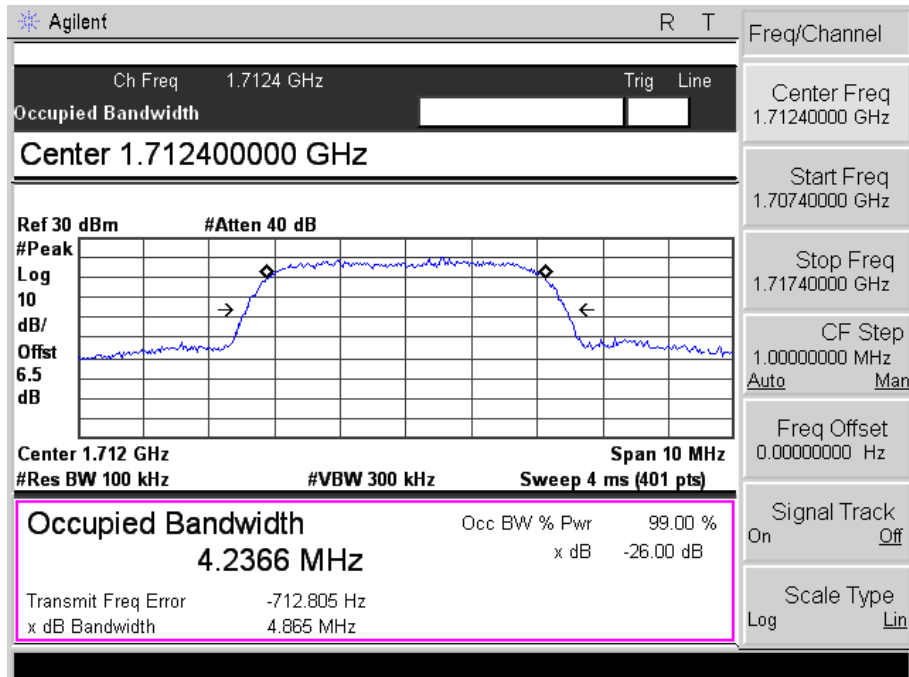 Agilent R T
Ch Freq 1.7124 GHz Trig Line
Occupied Bandwidth
Center 1.712400000 GHz
Ref 30 dBm #Atten 40 dB
#Peak
Log
10
dB/
Offst
6.5
dB
Center 1.712 GHz Span 10 MHz
#Res BW 100 kHz #VBW 300 kHz Sweep 4 ms (401 pts)
Occupied Bandwidth
4.2366 MHz
Occ BW % Pwr 99.00 %
x dB -26.00 dB
Transmit Freq Error -712.805 Hz
x dB Bandwidth 4.865 MHz
Freq/Channel
Center Freq
1.71240000 GHz
Start Freq
1.70740000 GHz
Stop Freq
1.71740000 GHz
CF Step
1.00000000 MHz
Auto Man
Freq Offset
0.00000000 Hz
Signal Track
On Off
Scale Type
Log Lin